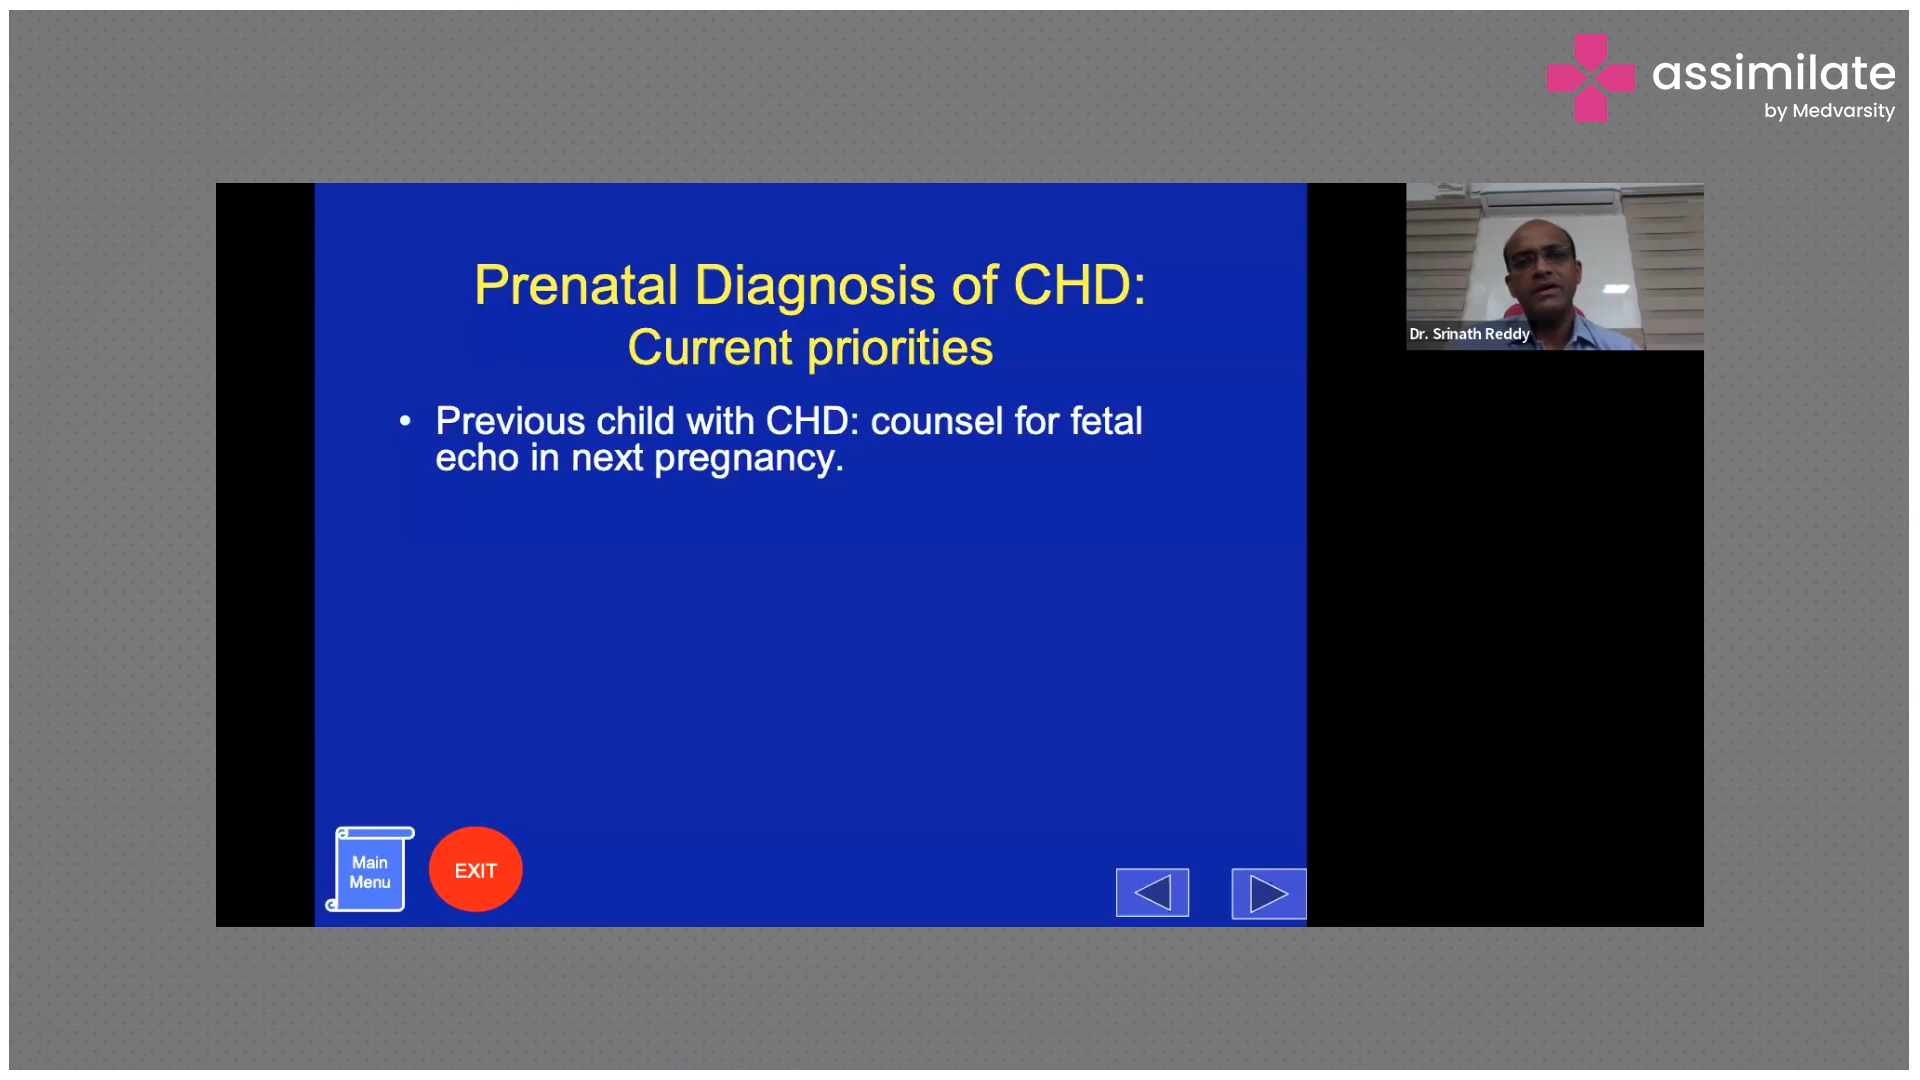 assimilate
by Medvarsity
Prenatal Diagnosis of CHD:
Current priorities
• Previous child with CHD: counsel for fetal
echo in next pregnancy.
Dr. Srinath Reddy
Main
Menu
EXIT